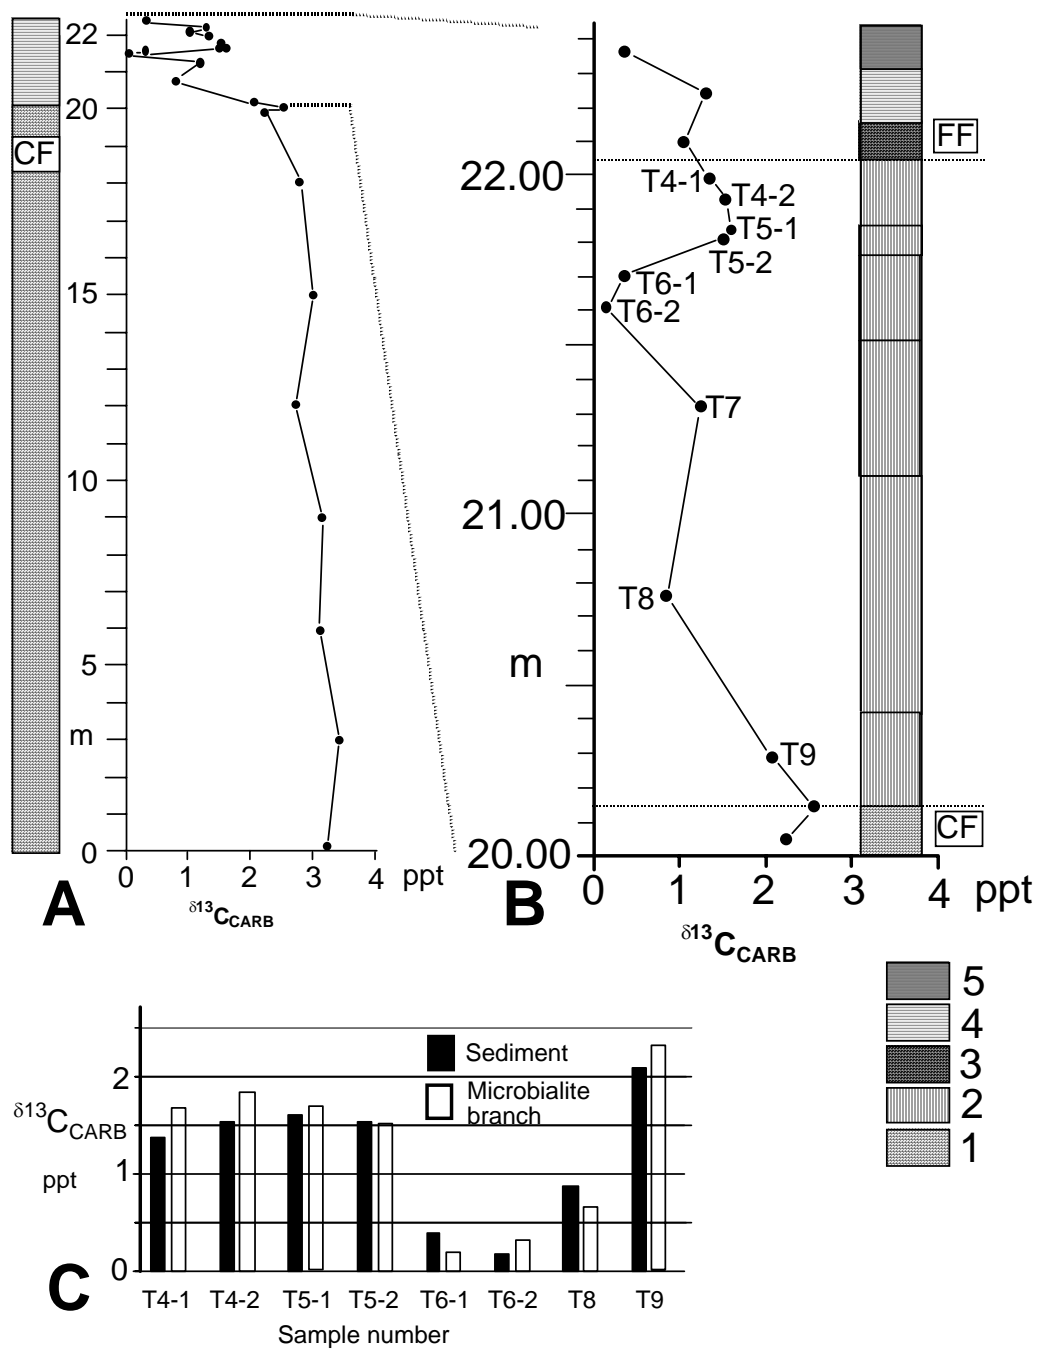 22
20
CF
15
10
5
m
0
0 1 2 3 4 ppt
δ13CCARB
A
22.00
21.00
m
20.00
T4-1
T4-2
T5-1
T5-2
T6-1
T6-2
T7
T8
T9
FF
CF
0 1 2 3 4 ppt
δ13CCARB
B
5
4
3
2
1
Sediment
Microbialite
branch
2
δ13CCARB
1
ppt
0
C
T4-1 T4-2 T5-1 T5-2 T6-1 T6-2 T8 T9
Sample number